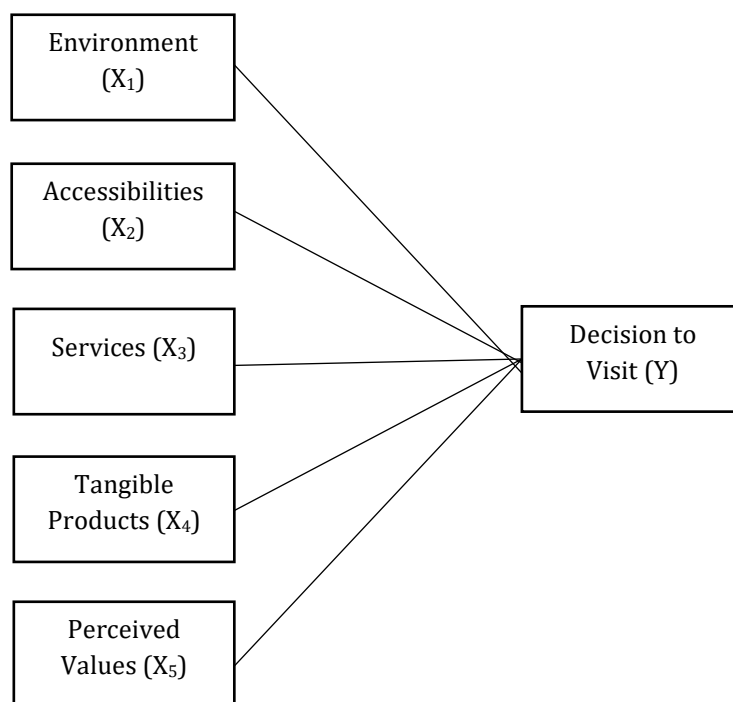 Environment
(X₁)
Accessibilities
(X₂)
Services (X₃)
Decision to
Visit (Y)
Tangible
Products (X₄)
Perceived
Values (X₅)